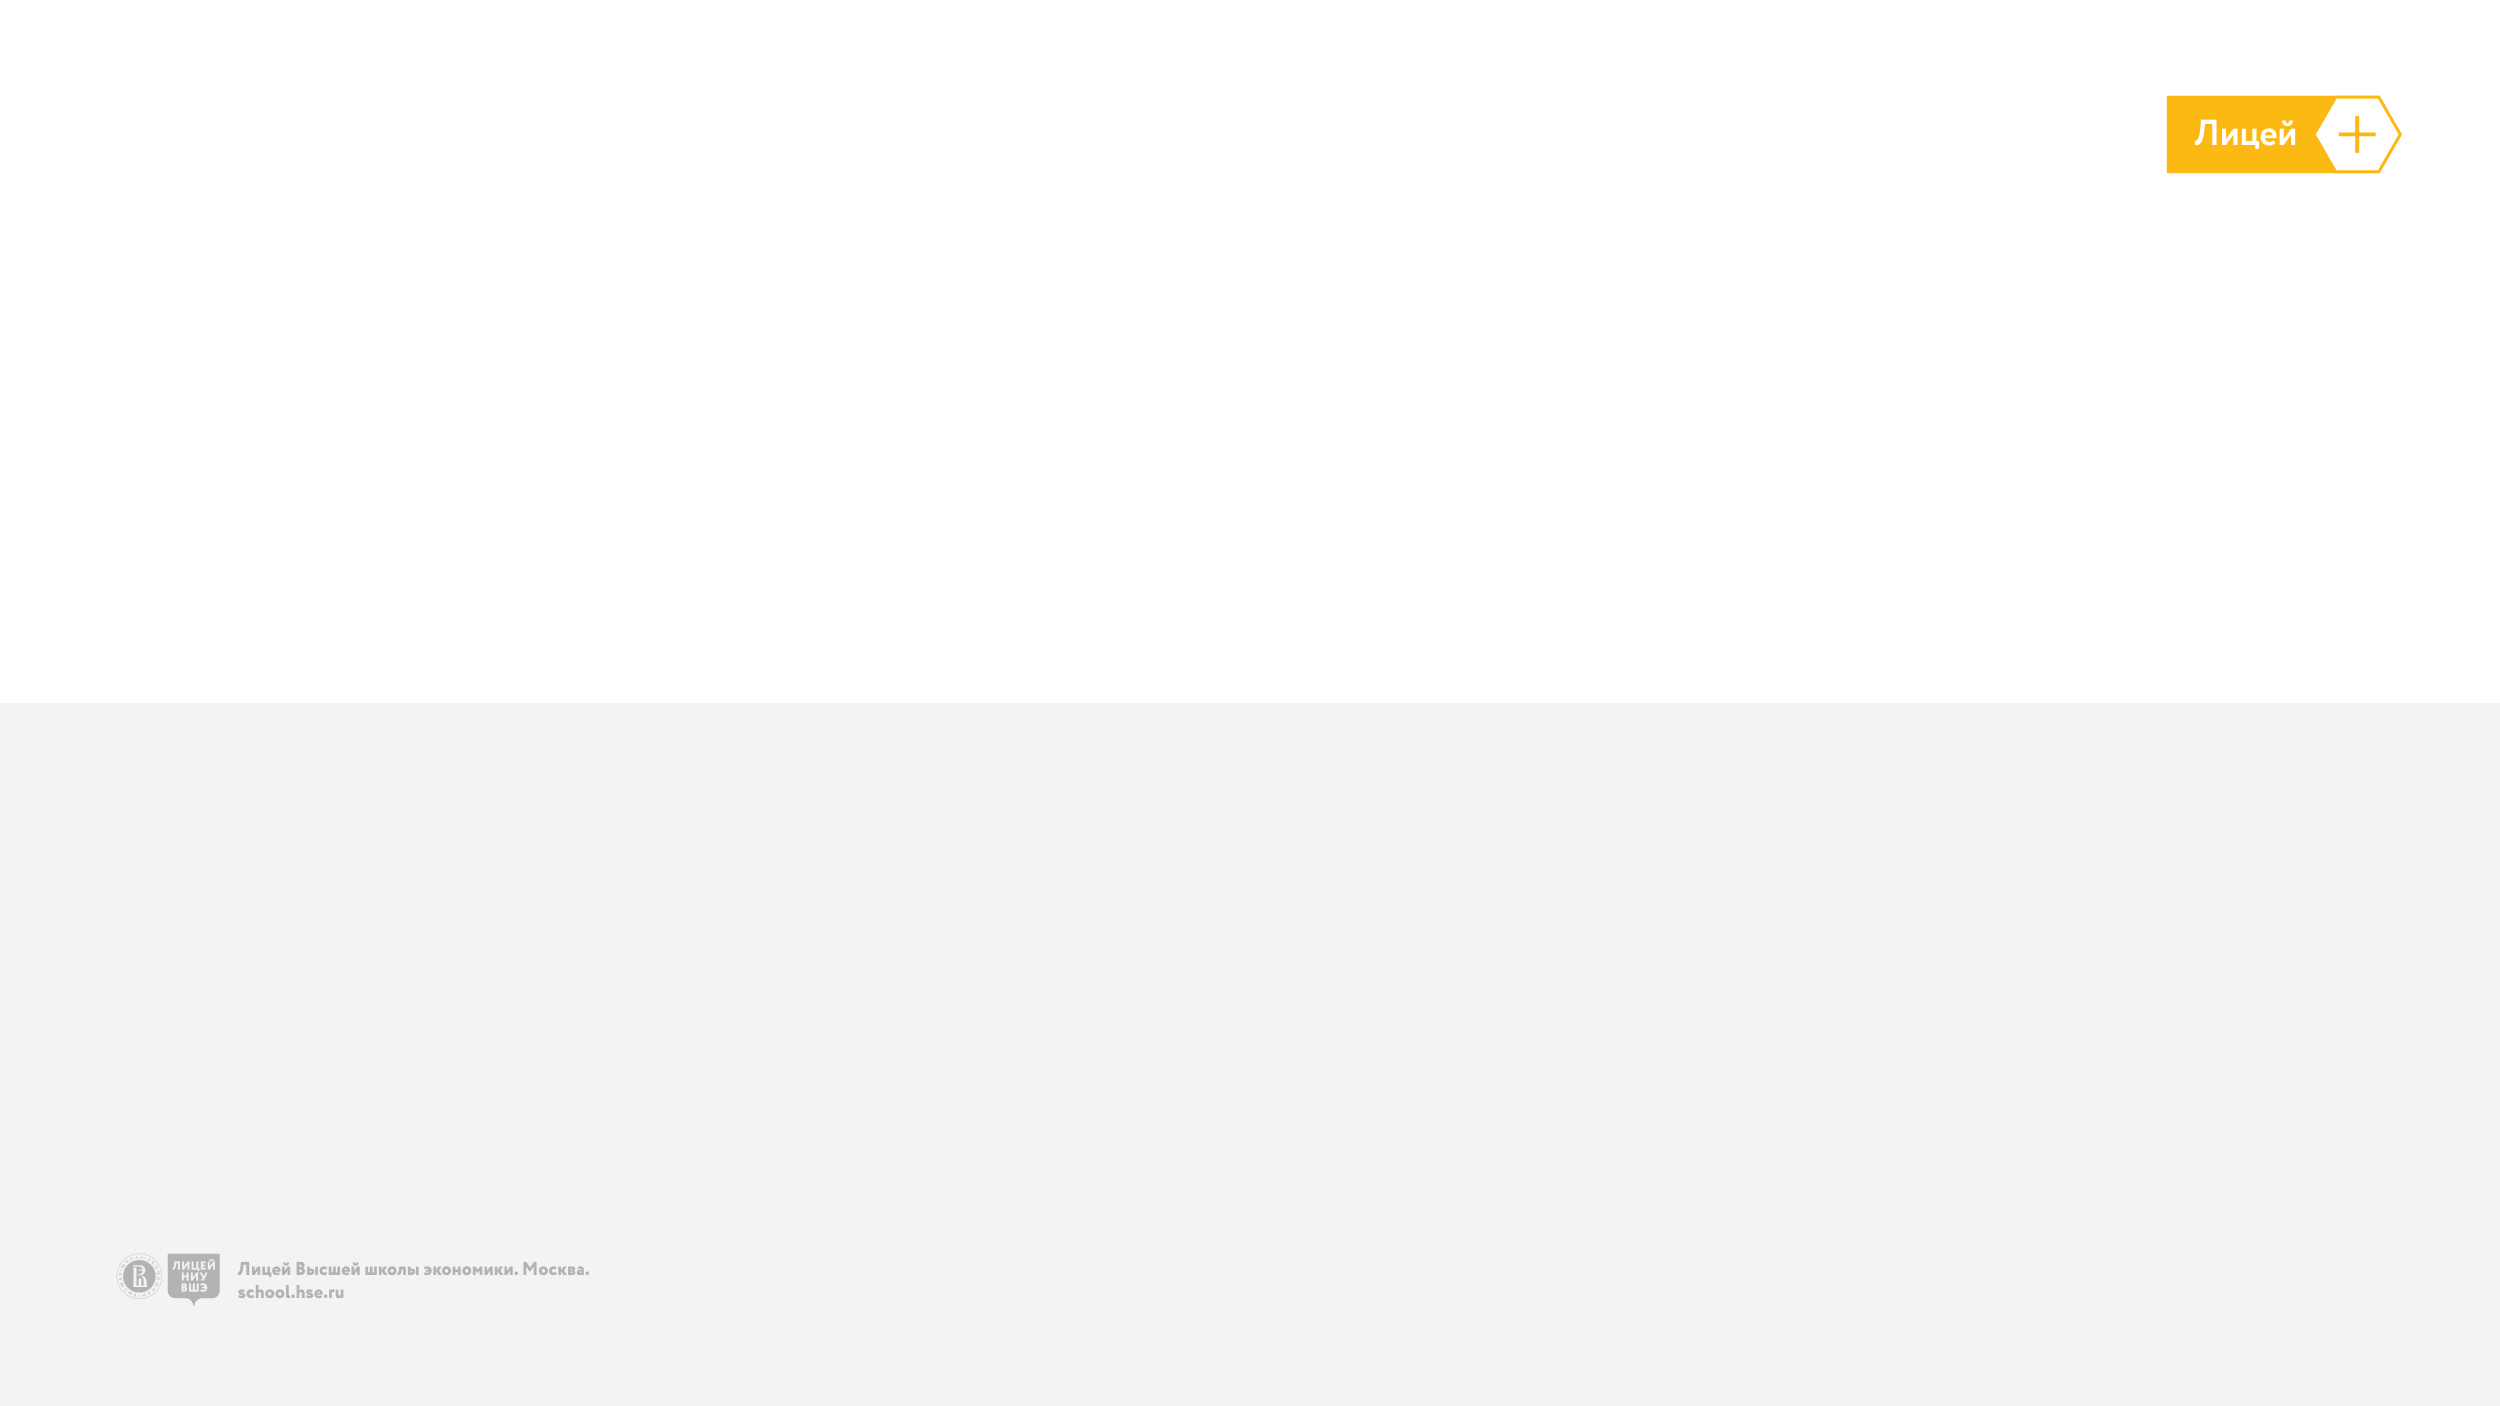 Лицей
ЛИЦЕЙ
НИУ
ВШЭ
Лицей Высшей школы экономики. Москва.
school.hse.ru